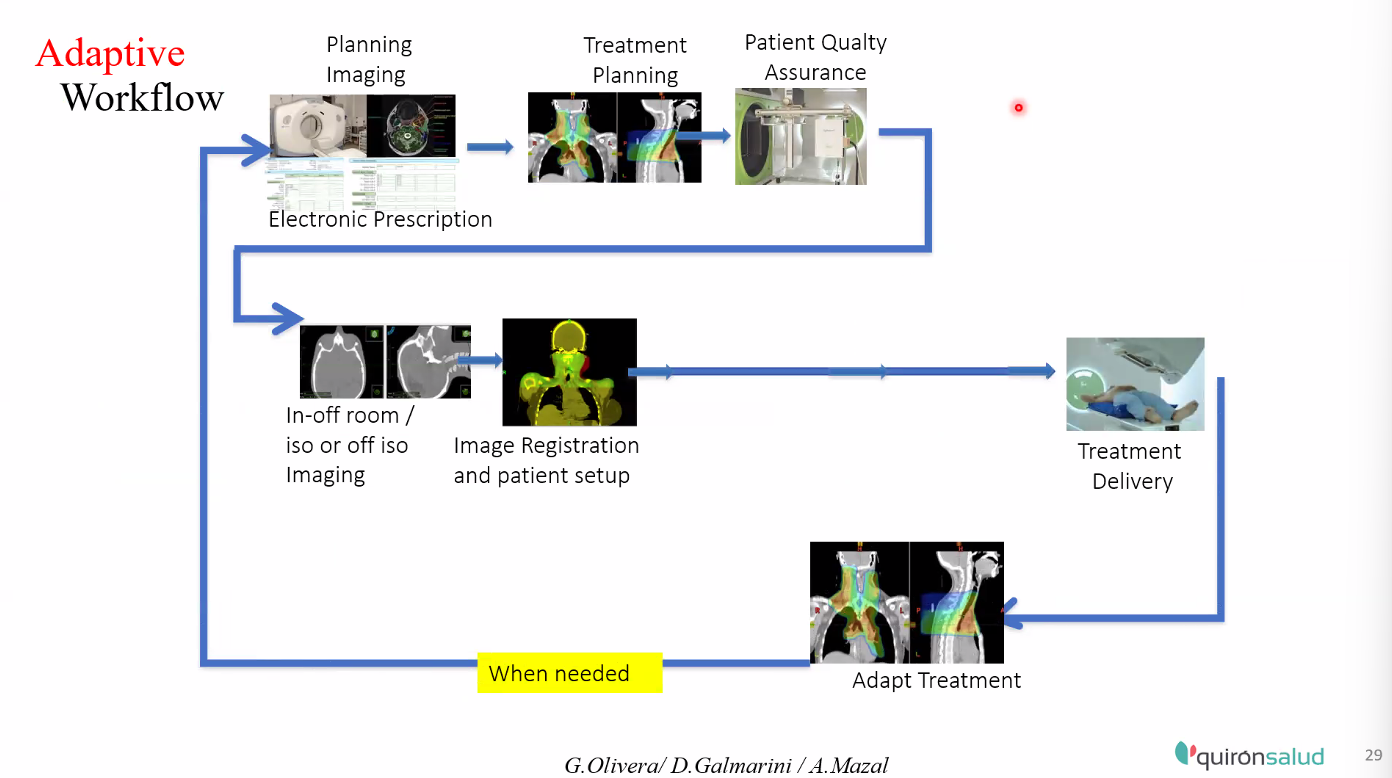 Adaptive
Workflow
Planning
Imaging
Treatment
Planning
Patient Qualty
Assurance
Electronic Prescription
In-off room /
iso or off iso
Imaging
Image Registration
and patient setup
Treatment
Delivery
When needed
Adapt Treatment
G.Olivera/ D.Galmarini / A.Mazal
quirónsalud
29